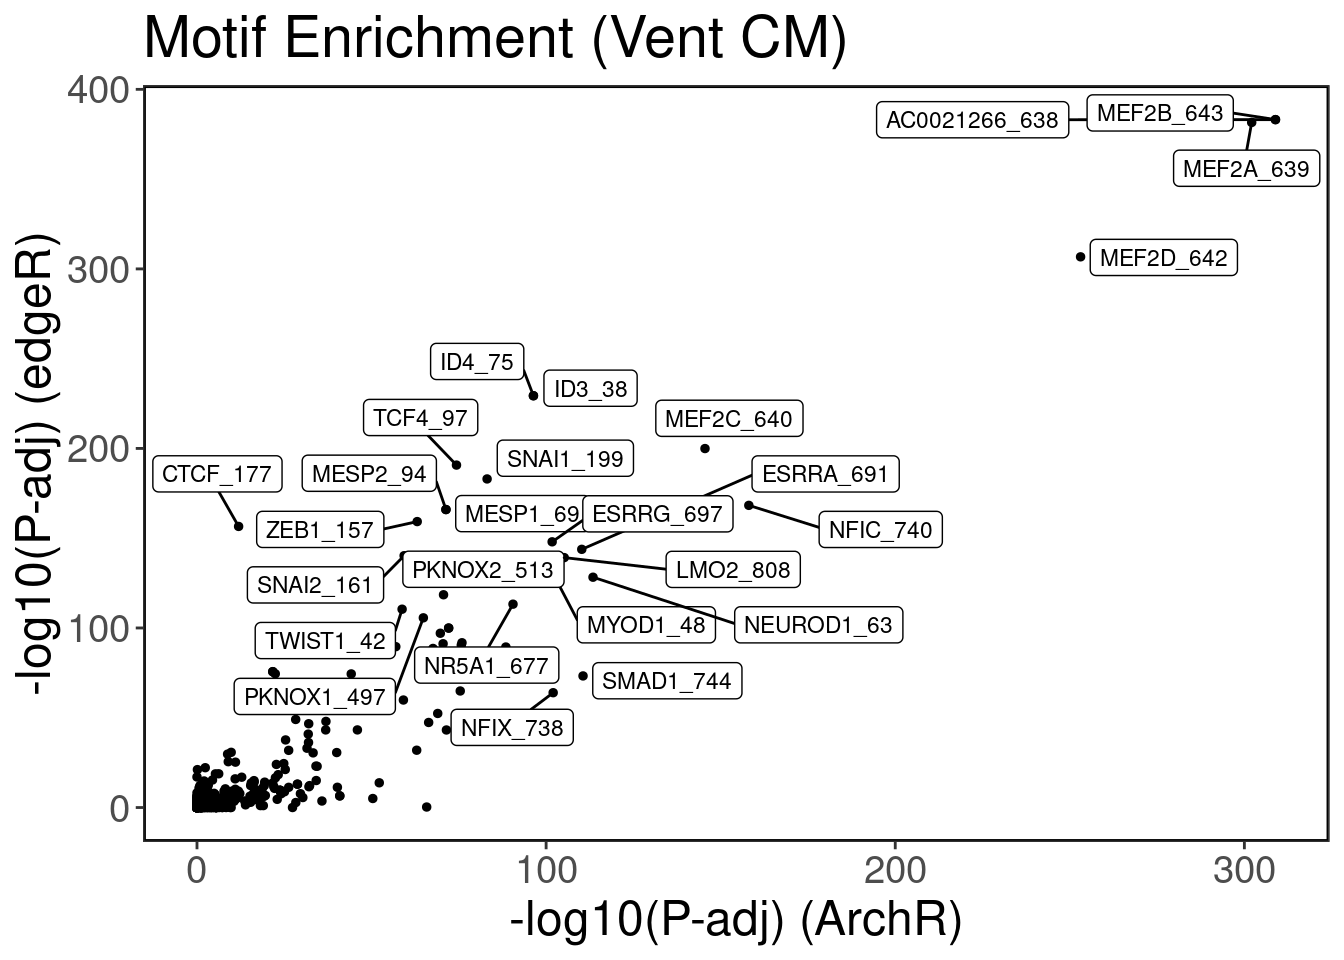 Motif Enrichment (Vent CM)
400
300
200
100
0
-log10(P-adj) (edgeR)
AC0021266_638
MEF2B_643
MEF2A_639
MEF2D_642
ID4_75
ID3_38
TCF4_97
MEF2C_640
SNAI1_199
CTCF_177
MESP2_94
ESRRA_691
MESP1_69
ESRRG_697
ZEB1_157
NFIC_740
PKNOX2_513
LMO2_808
SNAI2_161
MYOD1_48
NEUROD1_63
TWIST1_42
NR5A1_677
SMAD1_744
PKNOX1_497
NFIX_738
0
100
200
300
-log10(P-adj) (ArchR)